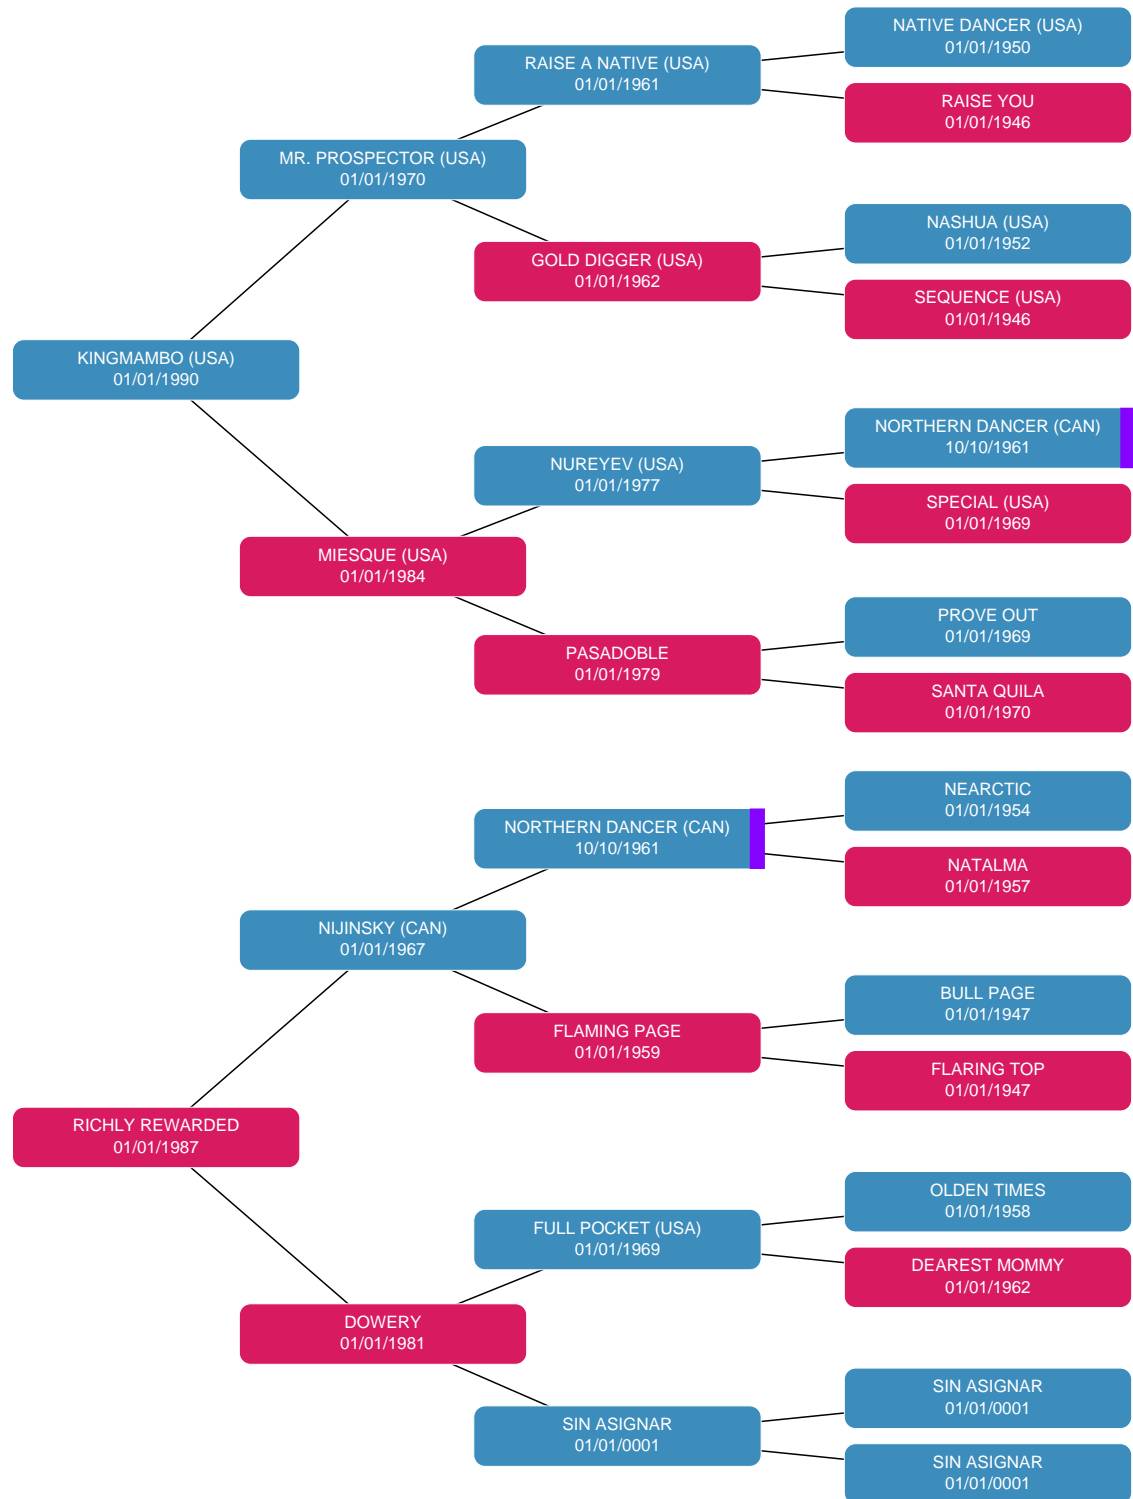 NATIVE DANCER (USA)
01/01/1950
RAISE A NATIVE (USA)
01/01/1961
RAISE YOU
01/01/1946
MR. PROSPECTOR (USA)
01/01/1970
NASHUA (USA)
01/01/1952
GOLD DIGGER (USA)
01/01/1962
SEQUENCE (USA)
01/01/1946
KINGMAMBO (USA)
01/01/1990
NORTHERN DANCER (CAN)
10/10/1961
NUREYEV (USA)
01/01/1977
SPECIAL (USA)
01/01/1969
MIESQUE (USA)
01/01/1984
PROVE OUT
01/01/1969
PASADOBLE
01/01/1979
SANTA QUILA
01/01/1970
NEARCTIC
01/01/1954
NORTHERN DANCER (CAN)
10/10/1961
NATALMA
01/01/1957
NIJINSKY (CAN)
01/01/1967
BULL PAGE
01/01/1947
FLAMING PAGE
01/01/1959
FLARING TOP
01/01/1947
RICHLY REWARDED
01/01/1987
OLDEN TIMES
01/01/1958
FULL POCKET (USA)
01/01/1969
DEAREST MOMMY
01/01/1962
DOWERY
01/01/1981
SIN ASIGNAR
01/01/0001
SIN ASIGNAR
01/01/0001
SIN ASIGNAR
01/01/0001